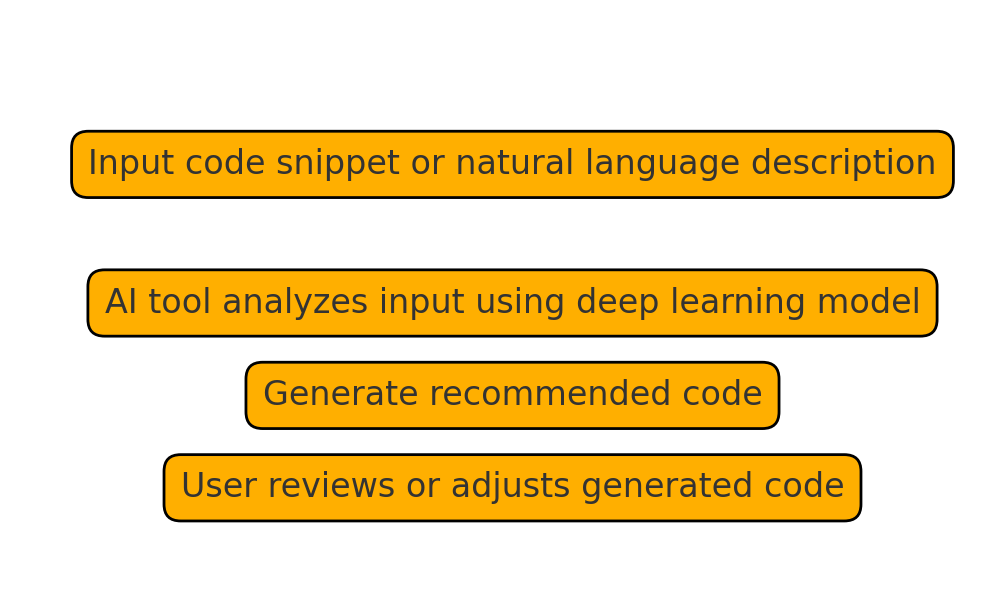 Input code snippet or natural language description
AI tool analyzes input using deep learning model
Generate recommended code
User reviews or adjusts generated code